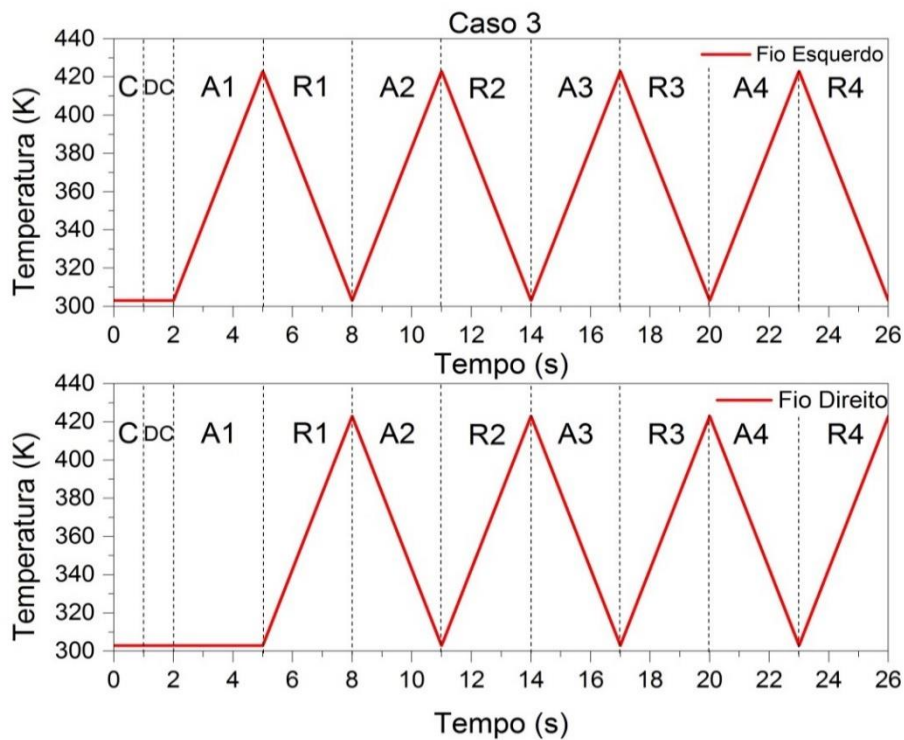 Caso 3
440
Fio Esquerdo
420
C DC A1 R1 A2 R2 A3 R3 A4 R4
400
380
360
340
320
300
Temperatura (K)
0 2 4 6 8 10 12 14 16 18 20 22 24 26
Tempo (s)
440
Fio Direito
420
C DC A1 R1 A2 R2 A3 R3 A4 R4
400
380
360
340
320
300
Temperatura (K)
0 2 4 6 8 10 12 14 16 18 20 22 24 26
Tempo (s)